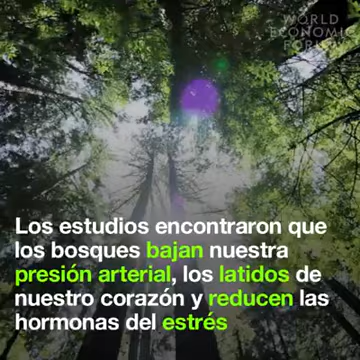 WORLD
ECONOMIC
FORUM
Los estudios encontraron que
los bosques bajan nuestra
presión arterial, los latidos de
nuestro corazón y reducen las
hormonas del estrés